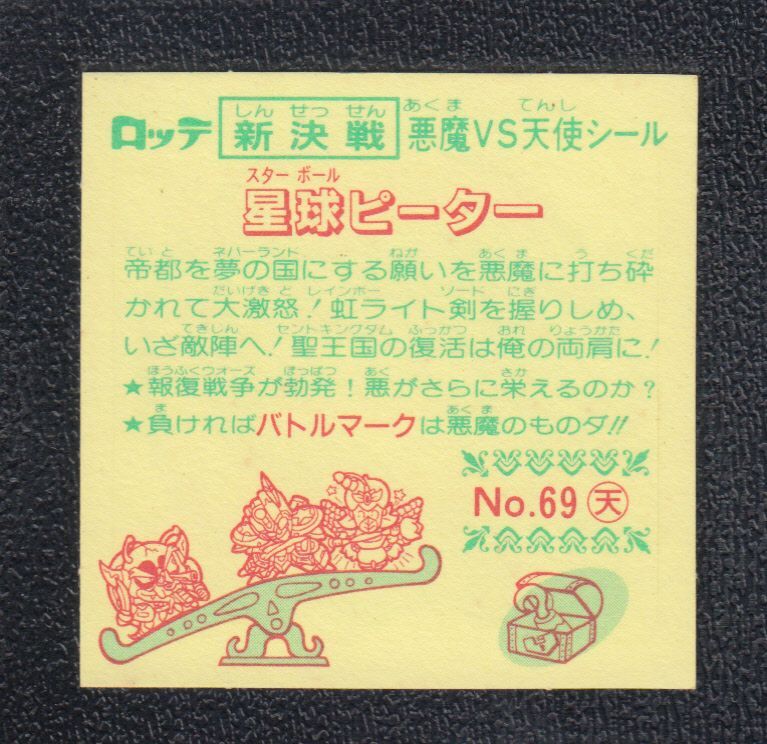 しん せっ せん あくま てんし
ロッテ 新決戦 悪魔VS天使シール
スター ボール
星球ピーター
ていと ネバーランド ねが あくま う くだ
帝都を夢の国にする願いを悪魔に打ち砕
だいげきど レインボー ソード にぎ
かれて大激怒!虹ライト剣を握りしめ、
てきじん セントキングダム ふっかつ おれ りょうかた
いざ敵陣へ!聖王国の復活は俺の両肩に!
ほうふくウォーズ ぼっぱつ あく さか
★報復戦争が勃発!悪がさらに栄えるのか?
ま あくま
★負ければバトルマークは悪魔のものダ!!
No.69 天